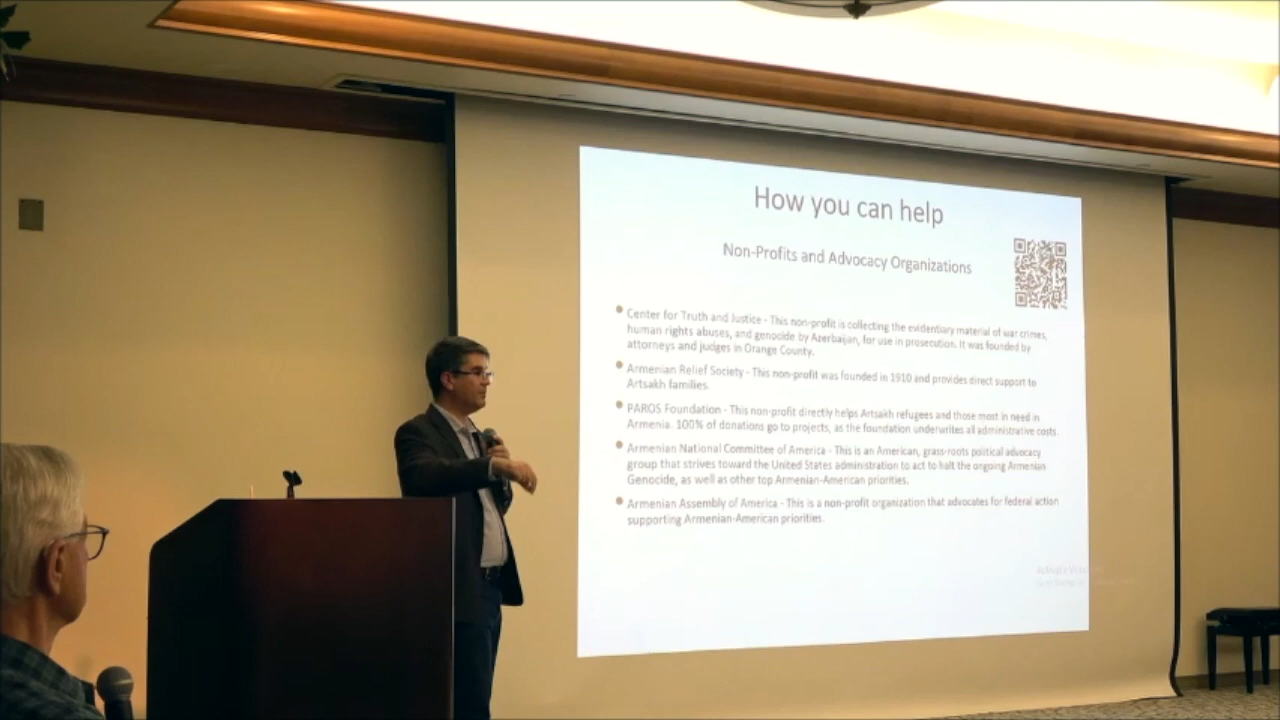 How you can help
Non-Profits and Advocacy Organizations
Center for Truth and Justice - This non-profit is collecting the evidentiary material of war crimes,
human rights abuses, and genocide by Azerbaijan, for use in prosecution. It was founded by
attorneys and judges in Orange County.
Armenian Relief Society - This non-profit was founded in 1910 and provides direct support to
Artsakh families.
PAROS Foundation - This non-profit directly helps Artsakh refugees and those most in need in
Armenia. 100% of donations go to projects, as the foundation underwrites all administrative costs.
Armenian National Committee of America - This is an American, grass-roots political advocacy
group that strives toward the United States administration to act to halt the ongoing Armenian
Genocide, as well as other top Armenian-American priorities.
Armenian Assembly of America - This is a non-profit organization that advocates for federal action
supporting Armenian-American priorities.